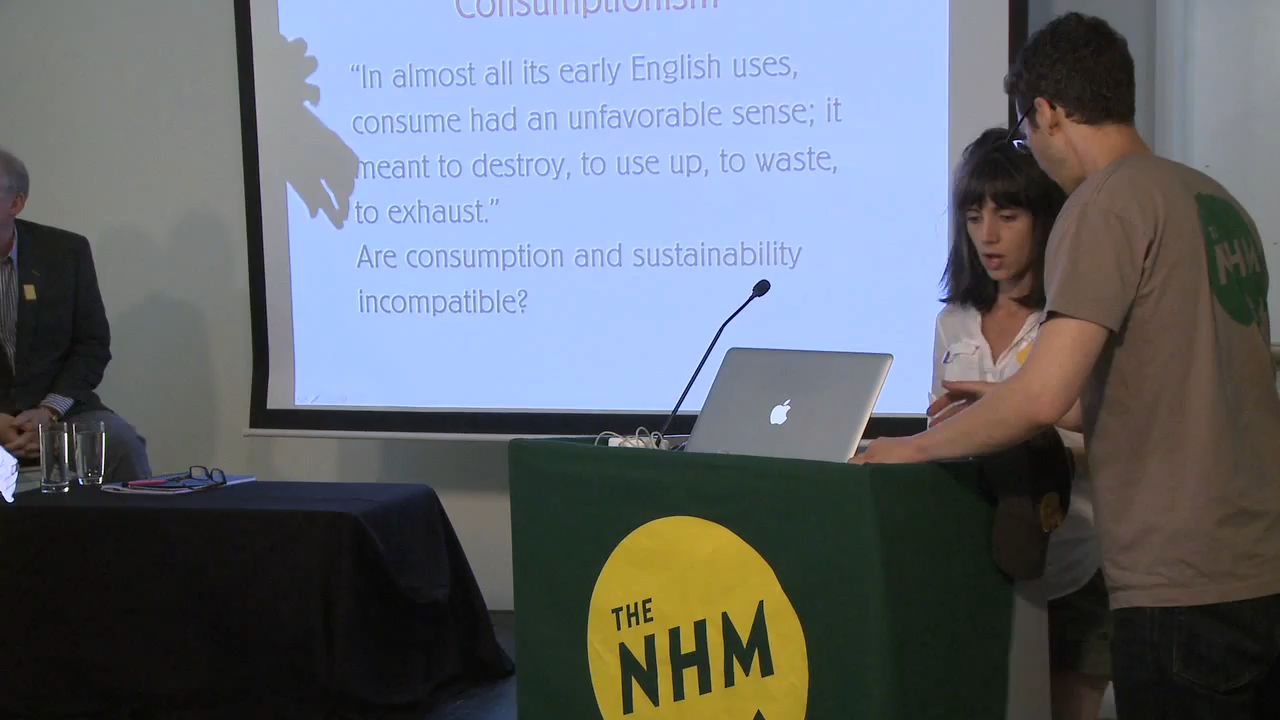 Consumptionism
“In almost all its early English uses,
consume had an unfavorable sense; it
meant to destroy, to use up, to waste,
to exhaust.”
Are consumption and sustainability
incompatible?
THE
NHM
NHM